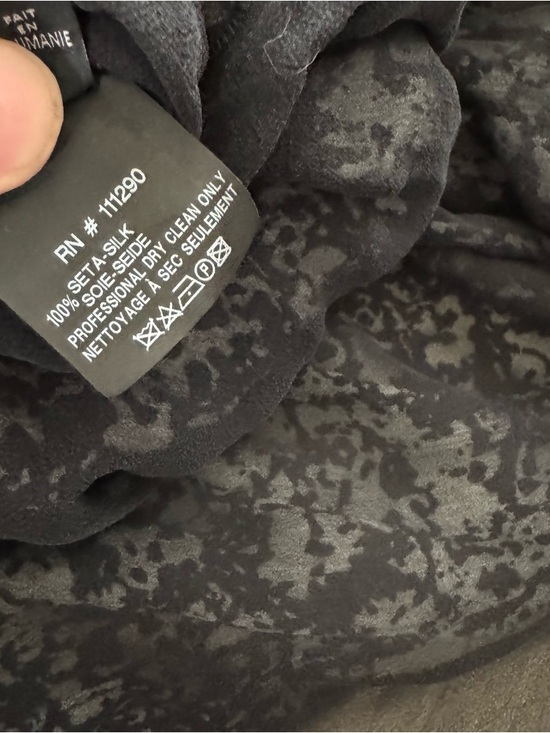 FAIT
EN
RN # 111290
100% SETA-SILK
SOIE-SEIDE
PROFESSIONAL DRY CLEAN ONLY
NETTOYAGE À SEC SEULEMENT
P